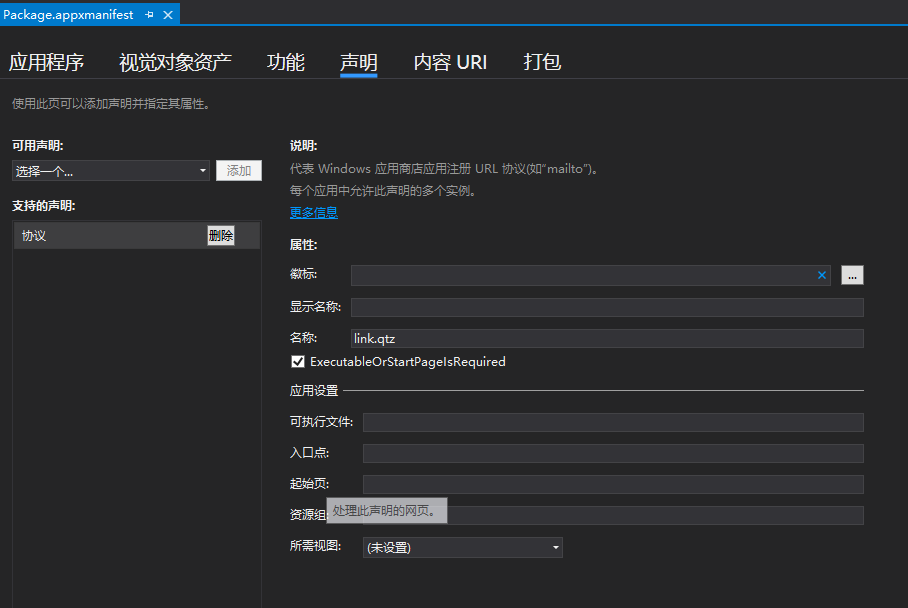 Package.appxmanifest
应用程序 视觉对象资产 功能 声明 内容 URI 打包
使用此页可以添加声明并指定其属性。
可用声明:
选择一个... 添加
支持的声明:
协议 删除
说明:
代表 Windows 应用商店应用注册 URL 协议(如“mailto”)。
每个应用中允许此声明的多个实例。
更多信息
属性:
徽标: ...
显示名称:
名称: link.qtz
ExecutableOrStartPageIsRequired
应用设置
可执行文件:
入口点:
起始页:
处理此声明的网页。
资源组:
所需视图: (未设置)